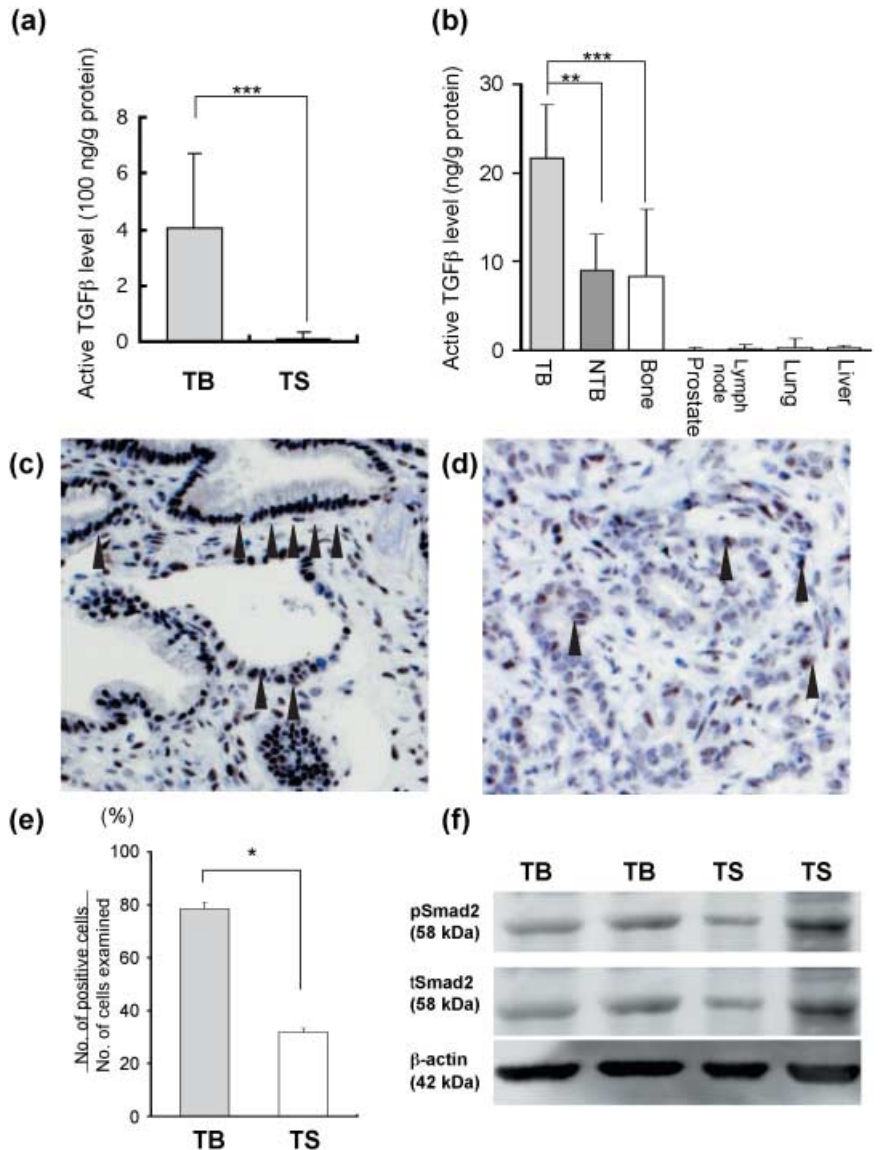 (a)
Active TGFβ level (100 ng/g protein)
8
6
4
2
0
***
TB TS
(b)
Active TGFβ level (ng/g protein)
30
20
10
0
***
**
TB
NTB
Bone
Prostate
Lymph
node
Lung
Liver
(c)
(d)
(e)
(%)
No. of positive cells
No. of cells examined
100
80
60
40
20
0
*
TB TS
(f)
TB TB TS TS
pSmad2
(58 kDa)
tSmad2
(58 kDa)
β-actin
(42 kDa)